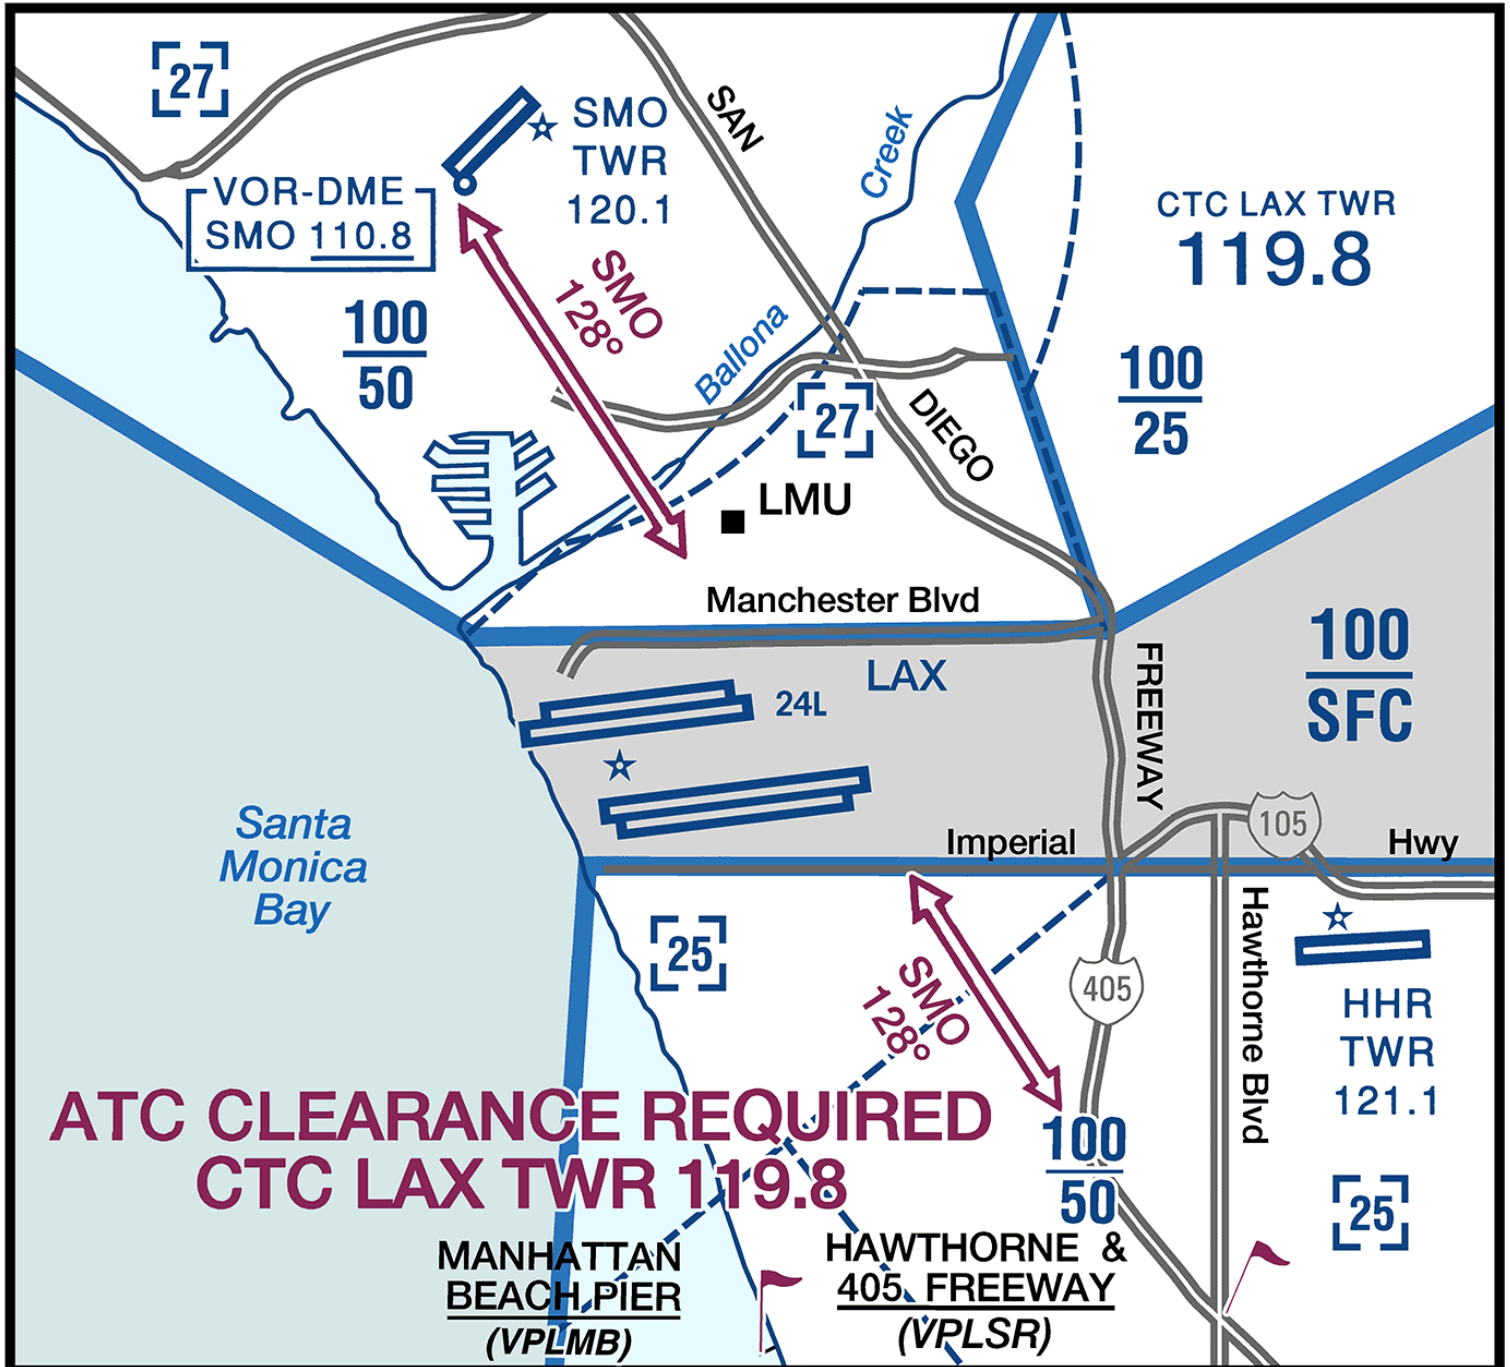 27
SMO
TWR
120.1
VOR-DME
SMO 110.8
SAN
Creek
CTC LAX TWR
119.8
SMO
128°
100
50
Ballona
100
25
27
DIEGO
LMU
Manchester Blvd
LAX
24L
100
SFC
FREEWAY
Santa
Monica
Bay
Imperial
105
Hwy
25
SMO
128°
405
Hawthorne Blvd
HHR
TWR
121.1
ATC CLEARANCE REQUIRED
CTC LAX TWR 119.8
100
50
25
MANHATTAN
BEACH PIER
(VPLMB)
HAWTHORNE &
405 FREEWAY
(VPLSR)